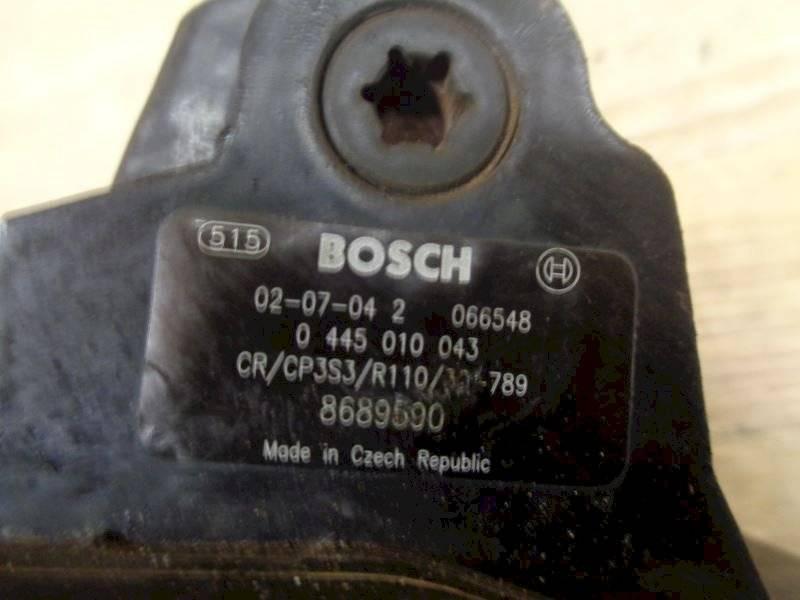 515 BOSCH
02-07-04 2 066548
0 445 010 043
CR/CP3S3/R110/ -789
8689590
Made in Czech Republic